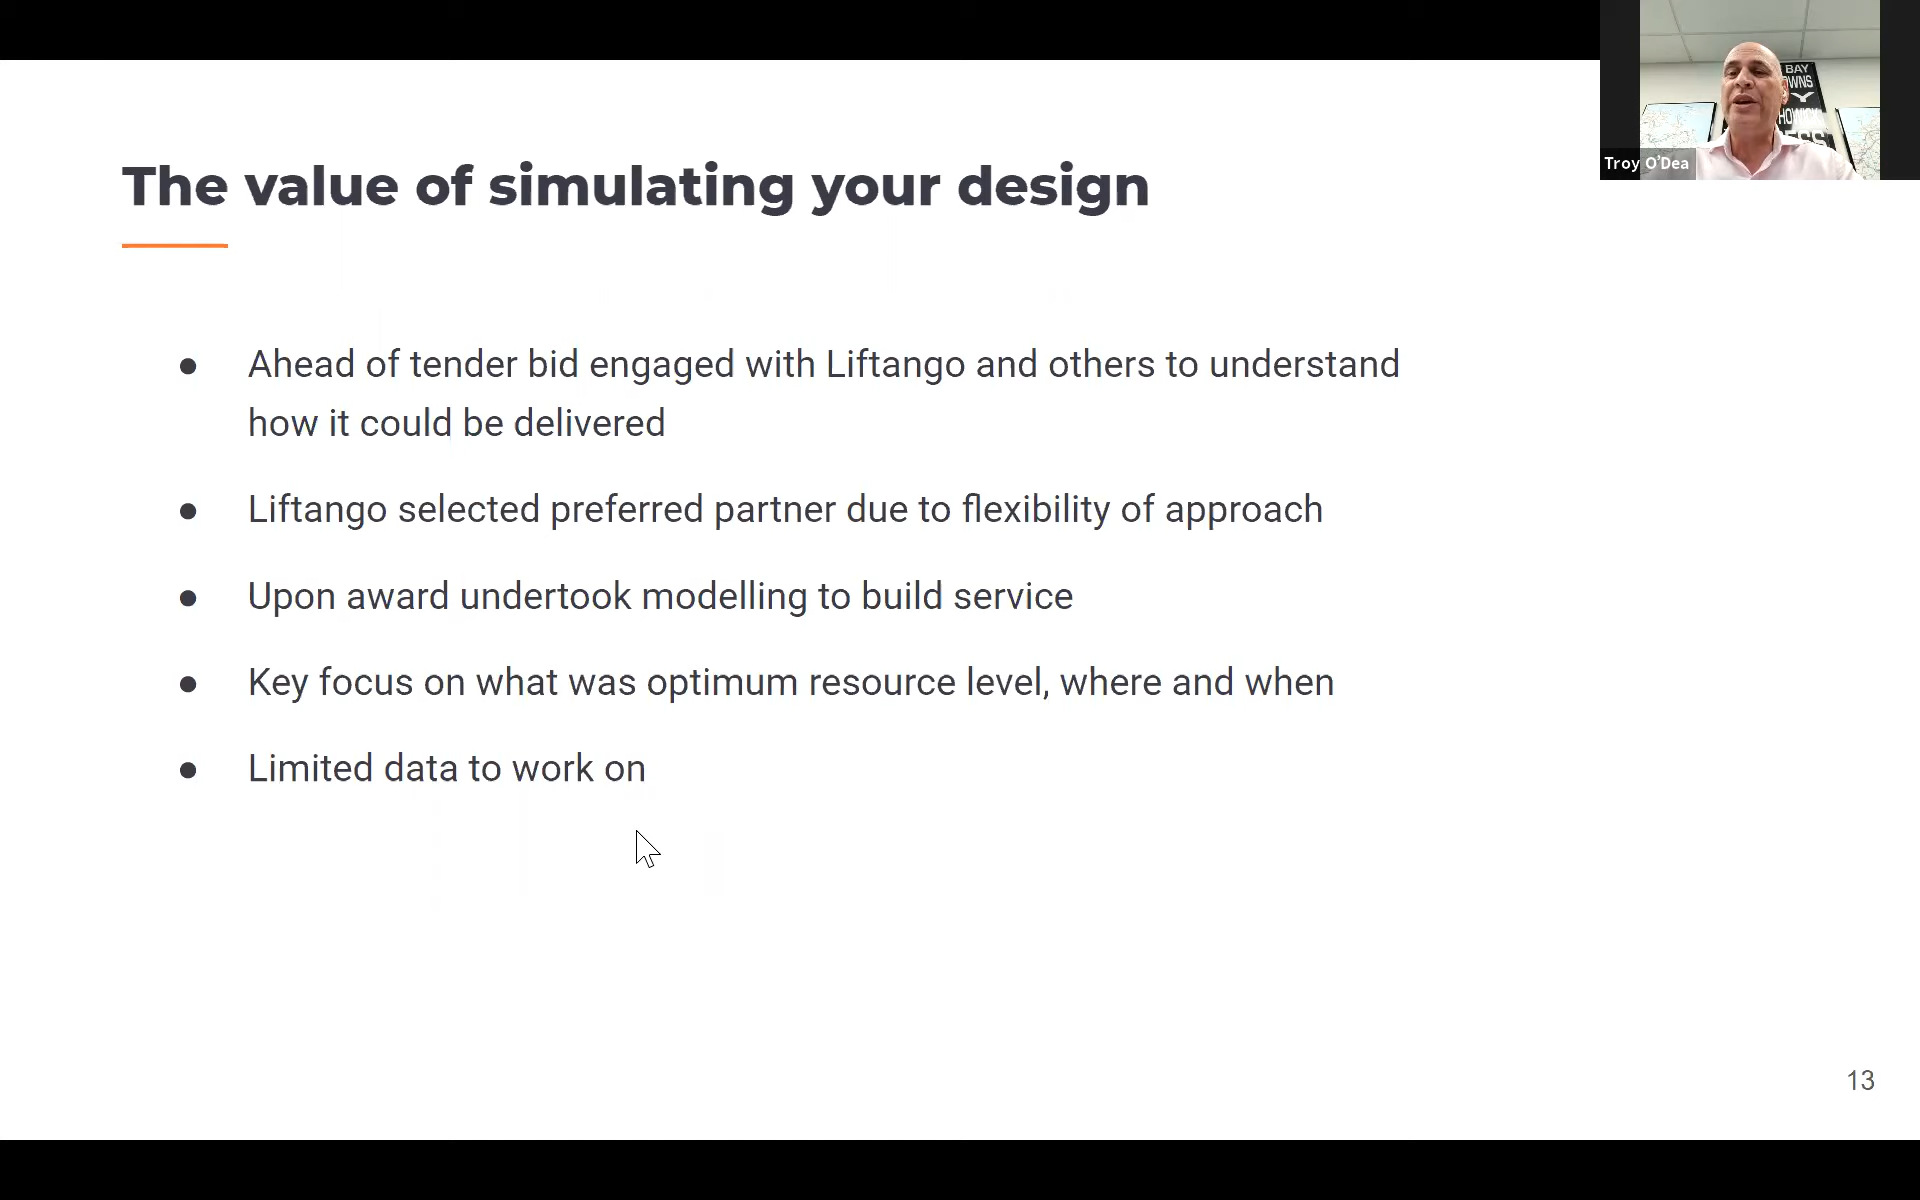 The value of simulating your design
● Ahead of tender bid engaged with Liftango and others to understand
how it could be delivered
● Liftango selected preferred partner due to flexibility of approach
● Upon award undertook modelling to build service
● Key focus on what was optimum resource level, where and when
● Limited data to work on
13
BAY
HOWICK
Troy O'Dea